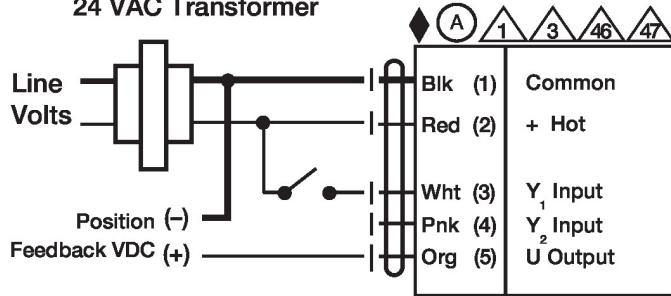 24 VAC Transformer
A 1 3 46 47
Line
Volts
Blk (1) Common
Red (2) + Hot
Wht (3) Y1 Input
Position (–)
Pnk (4) Y2 Input
Feedback VDC (+)
Org (5) U Output